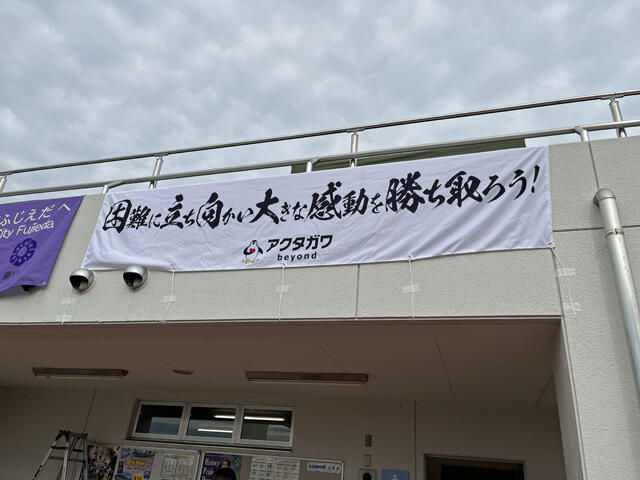 困難に立ち向かい大きな感動を勝ち取ろう!
アクタガワ
beyond
ふじえだへ
City Fujieda